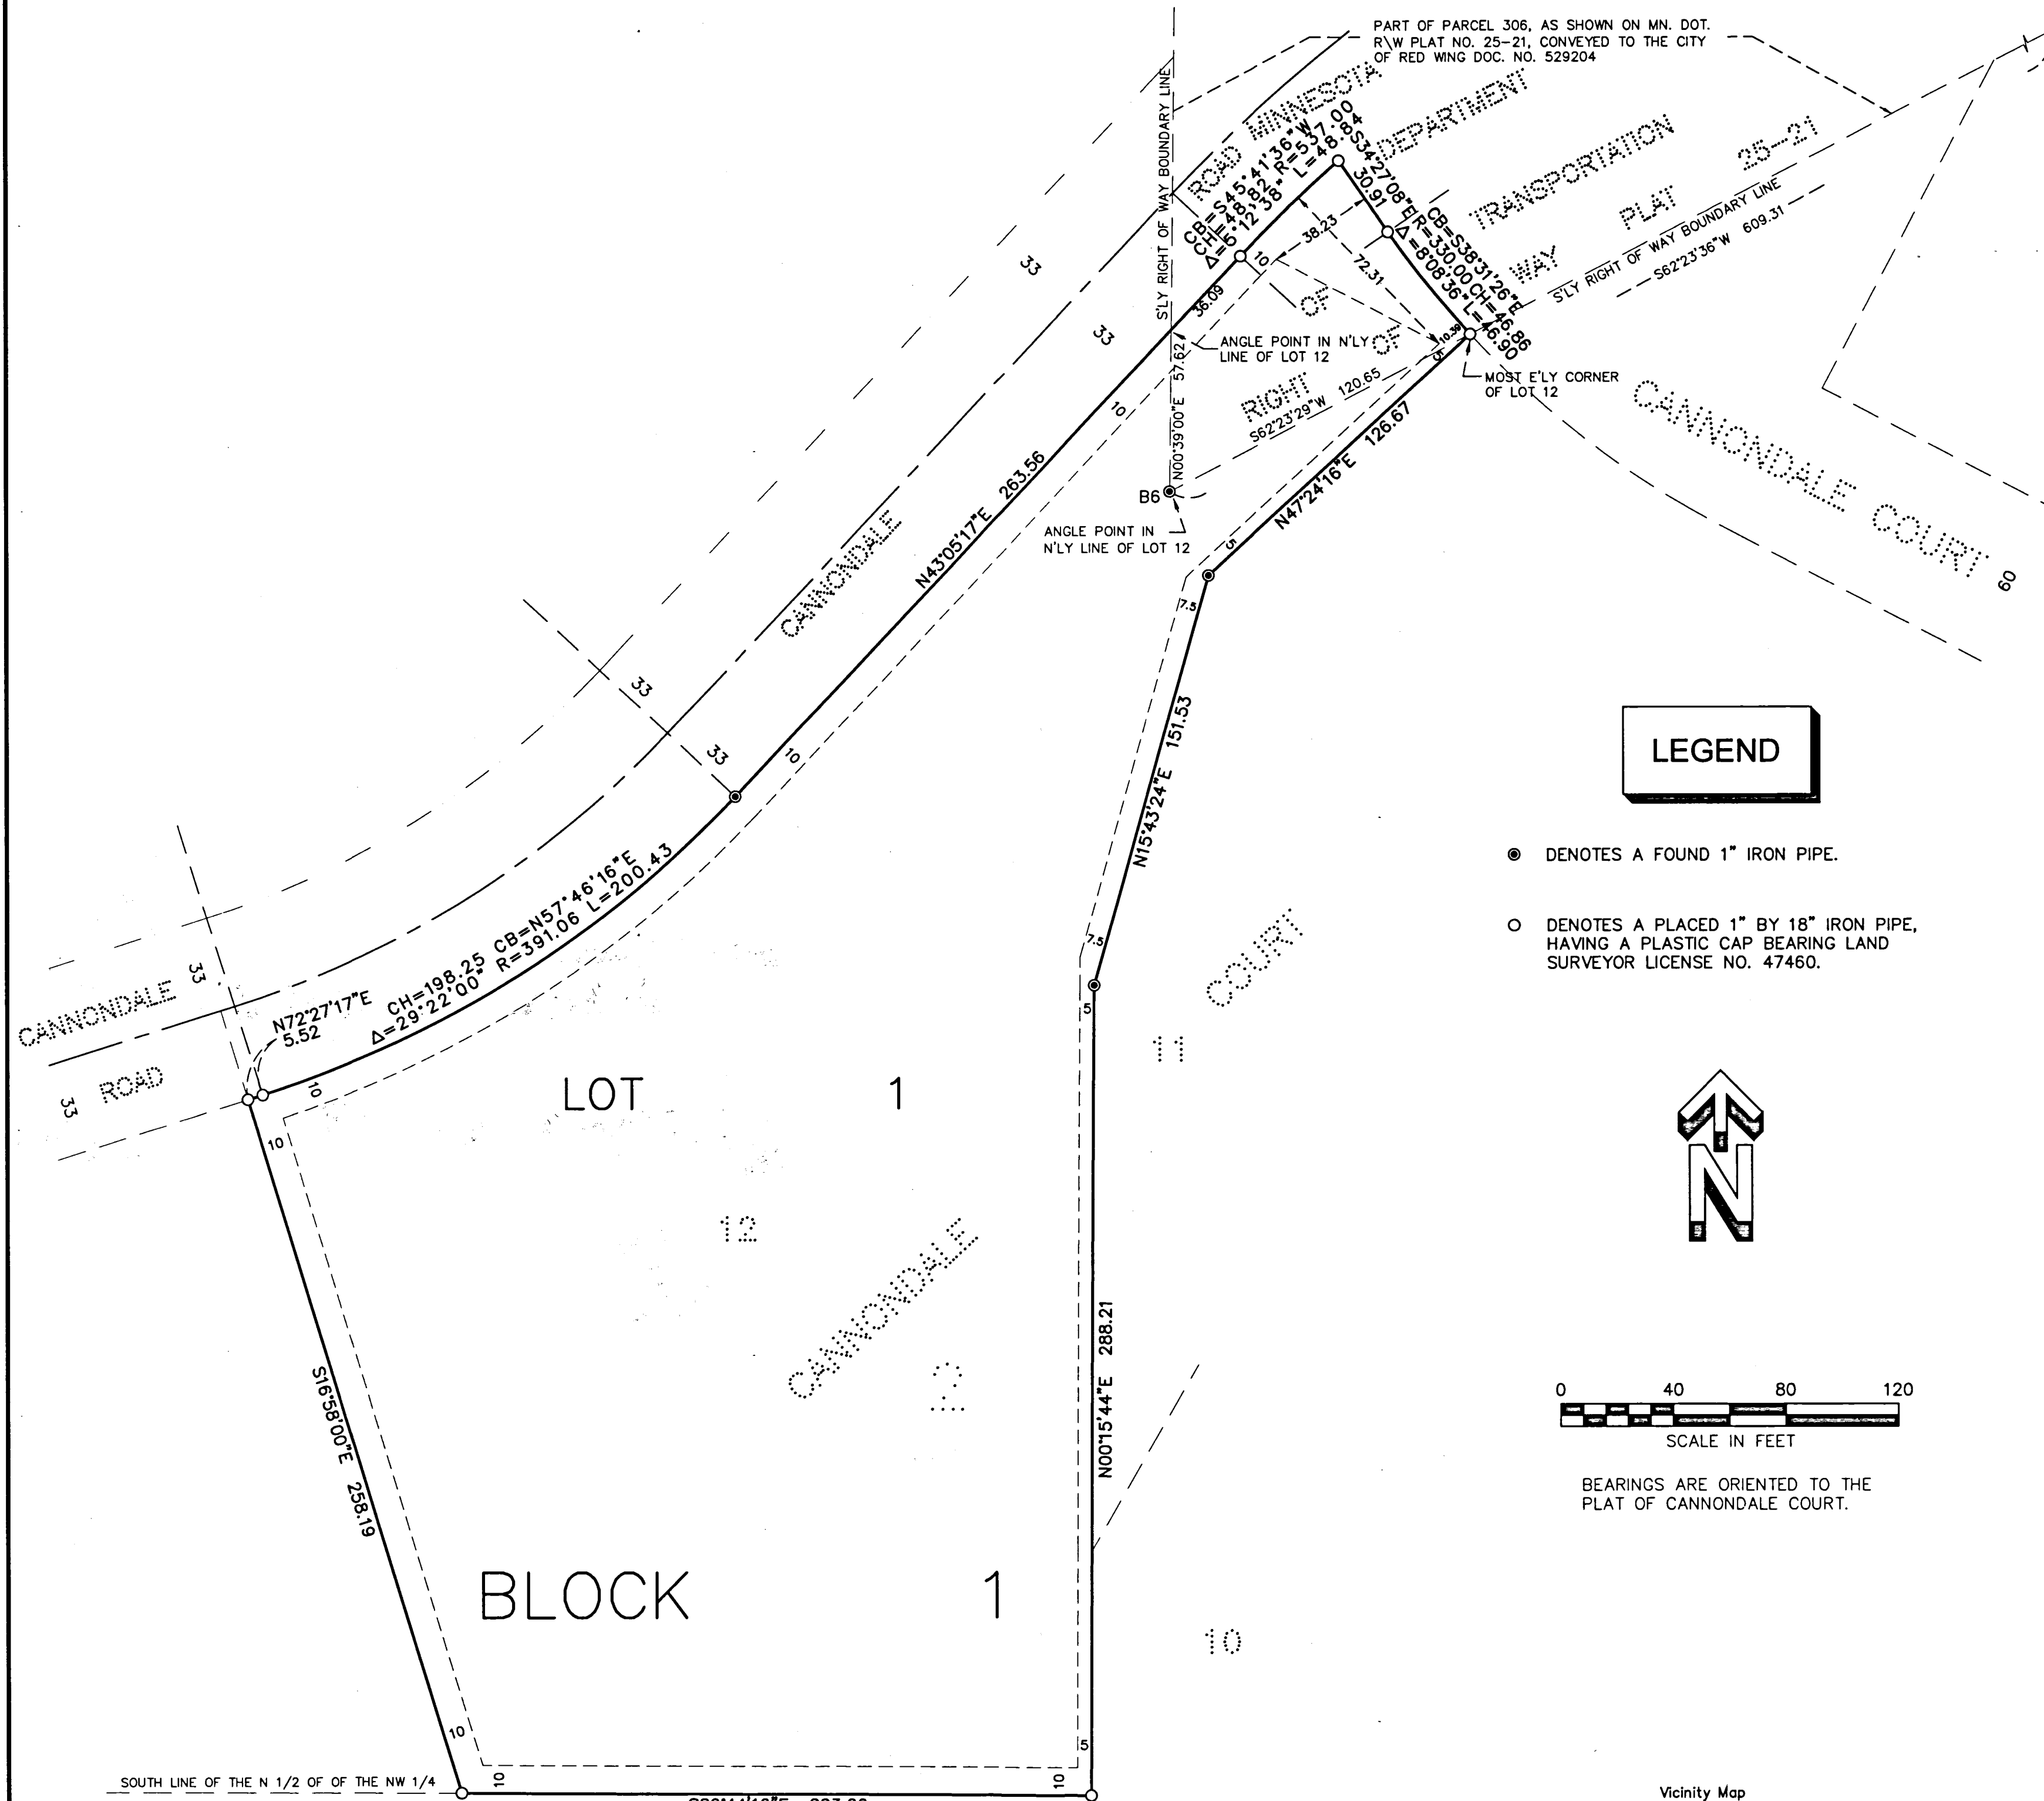 PART OF PARCEL 306, AS SHOWN ON MN. DOT.
R\W PLAT NO. 25-21, CONVEYED TO THE CITY
OF RED WING DOC. NO. 529204
S'LY RIGHT OF WAY BOUNDARY LINE
ROAD
MINNESOTA
DEPARTMENT
OF
TRANSPORTATION
RIGHT
OF
WAY
PLAT
25-21
CB=S45°41'36"W
CH=48.82 R=537.00
Δ=5°12'38" L=48.84
S34°27'08"E
30.91
CB=S38°31'26"E
R=330.00 CH=46.86
Δ=8°08'36" L=46.90
S'LY RIGHT OF WAY BOUNDARY LINE
S62°23'36"W 609.31
38.23
72.31
10
10.39
5
36.09
33
33
ANGLE POINT IN N'LY
LINE OF LOT 12
N00°39'00"E 57.62
S62°23'29"W 120.65
MOST E'LY CORNER
OF LOT 12
CANNONDALE COURT
60
10
N43°05'17"E 263.56
N47°24'16"E 126.67
B6
ANGLE POINT IN
N'LY LINE OF LOT 12
5
CANNONDALE
7.5
33
33
10
N15°43'24"E 151.53
LEGEND
DENOTES A FOUND 1" IRON PIPE.
DENOTES A PLACED 1" BY 18" IRON PIPE,
HAVING A PLASTIC CAP BEARING LAND
SURVEYOR LICENSE NO. 47460.
CH=198.25 CB=N57°46'16"E
Δ=29°22'00" R=391.06 L=200.43
7.5
COURT
5
33
CANNONDALE
N72°27'17"E
5.52
33
ROAD
10
LOT 1
11
10
12
N
CANNONDALE
2
N00°15'44"E 288.21
S16°58'00"E 258.19
0 40 80 120
SCALE IN FEET
BEARINGS ARE ORIENTED TO THE
PLAT OF CANNONDALE COURT.
BLOCK 1
10
10
5
10
10
SOUTH LINE OF THE N 1/2 OF OF THE NW 1/4
Vicinity Map